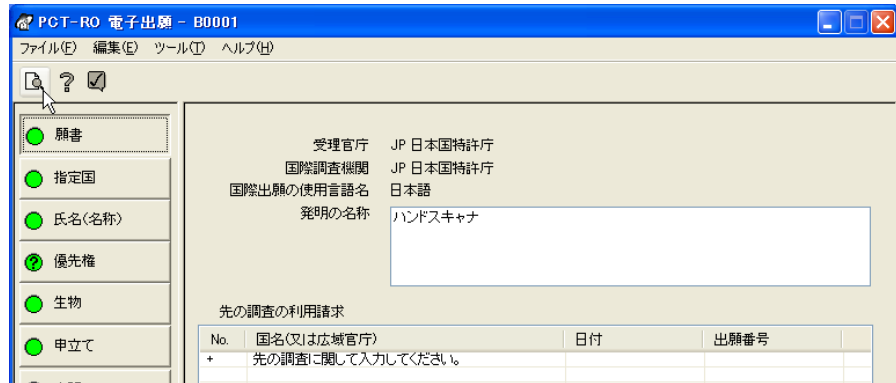 PCT-RO 電子出願 - B0001
ファイル(F) 編集(E) ツール(T) ヘルプ(H)
願書
指定国
氏名(名称)
優先権
生物
申立て
受理官庁 JP 日本国特許庁
国際調査機関 JP 日本国特許庁
国際出願の使用言語名 日本語
発明の名称 ハンドスキャナ
先の調査の利用請求
No. 国名(又は広域官庁) 日付 出願番号
+ 先の調査に関して入力してください。